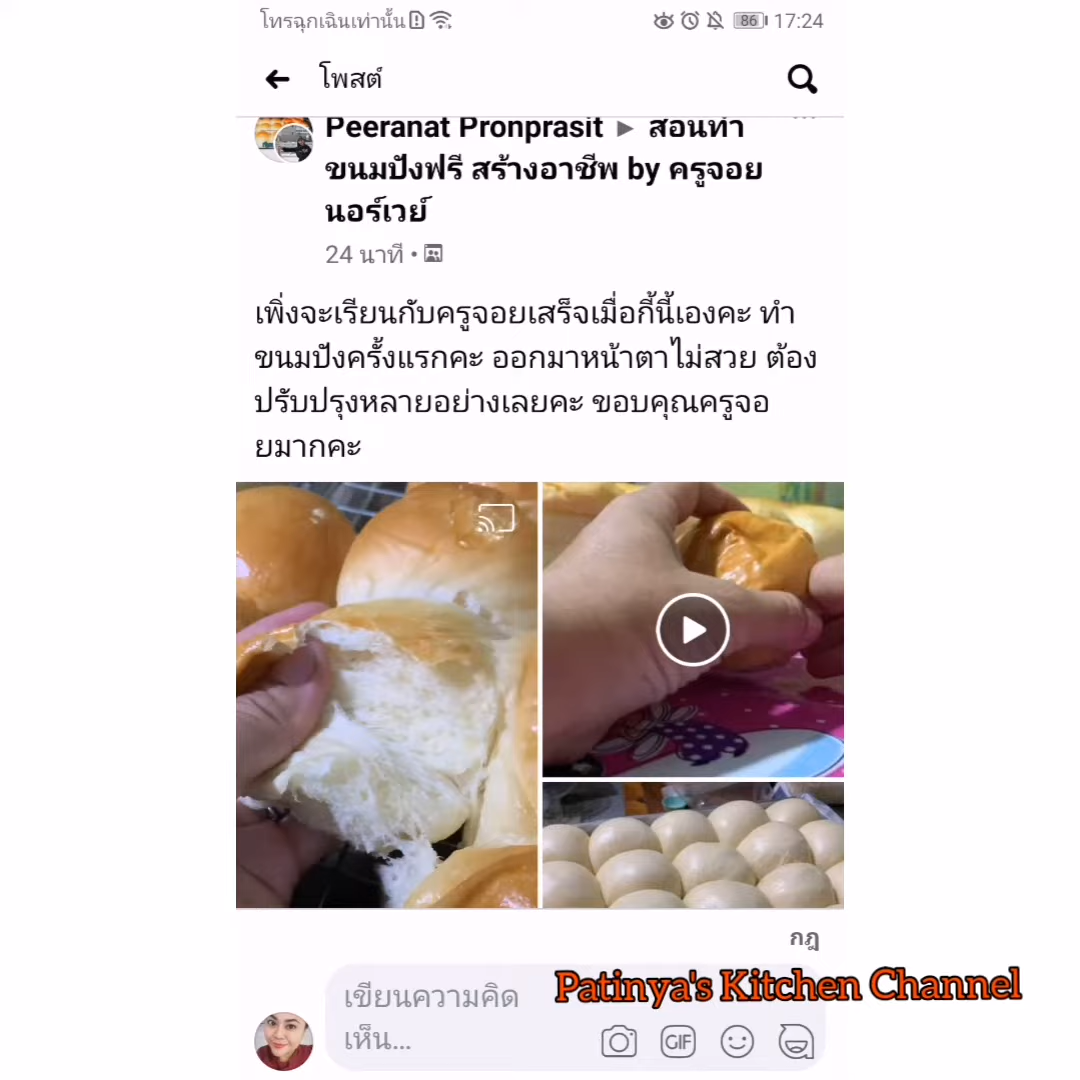 โทรฉุกเฉินเท่านั้น 86 17:24
โพสต์
Peeranat Pronprasit ▶ สอนทำ
ขนมปังฟรี สร้างอาชีพ by ครูจอย
นอร์เวย์
24 นาที •
เพิ่งจะเรียนกับครูจอยเสร็จเมื่อกี้นี้เองคะ ทำ
ขนมปังครั้งแรกคะ ออกมาหน้าตาไม่สวย ต้อง
ปรับปรุงหลายอย่างเลยคะ ขอบคุณครูจอ
ยมากคะ
กฎ
Patinya's Kitchen Channel
เขียนความคิด
เห็น...
GIF